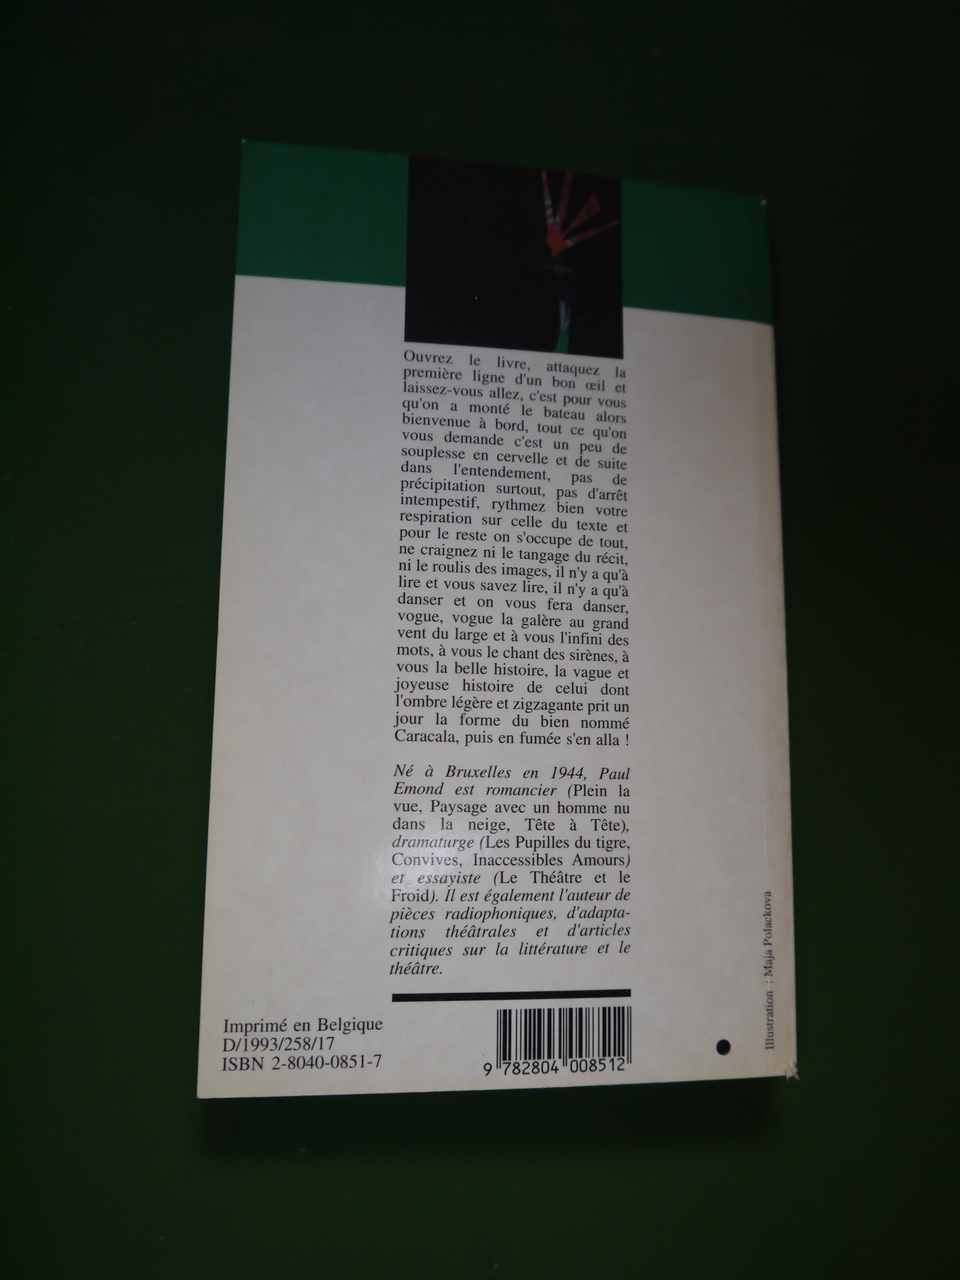 Ouvrez le livre, attaquez la
première ligne d'un bon œil et
laissez-vous allez, c'est pour vous
qu'on a monté le bateau alors
bienvenue à bord, tout ce qu'on
vous demande c'est un peu de
souplesse en cervelle et de suite
dans l'entendement, pas de
précipitation surtout, pas d'arrêt
intempestif, rythmez bien votre
respiration sur celle du texte et
pour le reste on s'occupe de tout,
ne craignez ni le tangage du récit,
ni le roulis des images, il n'y a qu'à
lire et vous savez lire, il n'y a qu'à
danser et on vous fera danser,
vogue, vogue la galère au grand
vent du large et à vous l'infini des
mots, à vous le chant des sirènes, à
vous la belle histoire, la vague et
joyeuse histoire de celui dont
l'ombre légère et zigzagante prit un
jour la forme du bien nommé
Caracala, puis en fumée s'en alla !
Né à Bruxelles en 1944, Paul
Emond est romancier (Plein la
vue, Paysage avec un homme nu
dans la neige, Tête à Tête),
dramaturge (Les Pupilles du tigre,
Convives, Inaccessibles Amours)
et essayiste (Le Théâtre et le
Froid). Il est également l'auteur de
pièces radiophoniques, d'adapta-
tions théâtrales et d'articles
critiques sur la littérature et le
théâtre.
Imprimé en Belgique
D/1993/258/17
ISBN 2-8040-0851-7
9 782804 008512
Illustration : Maja Polackova